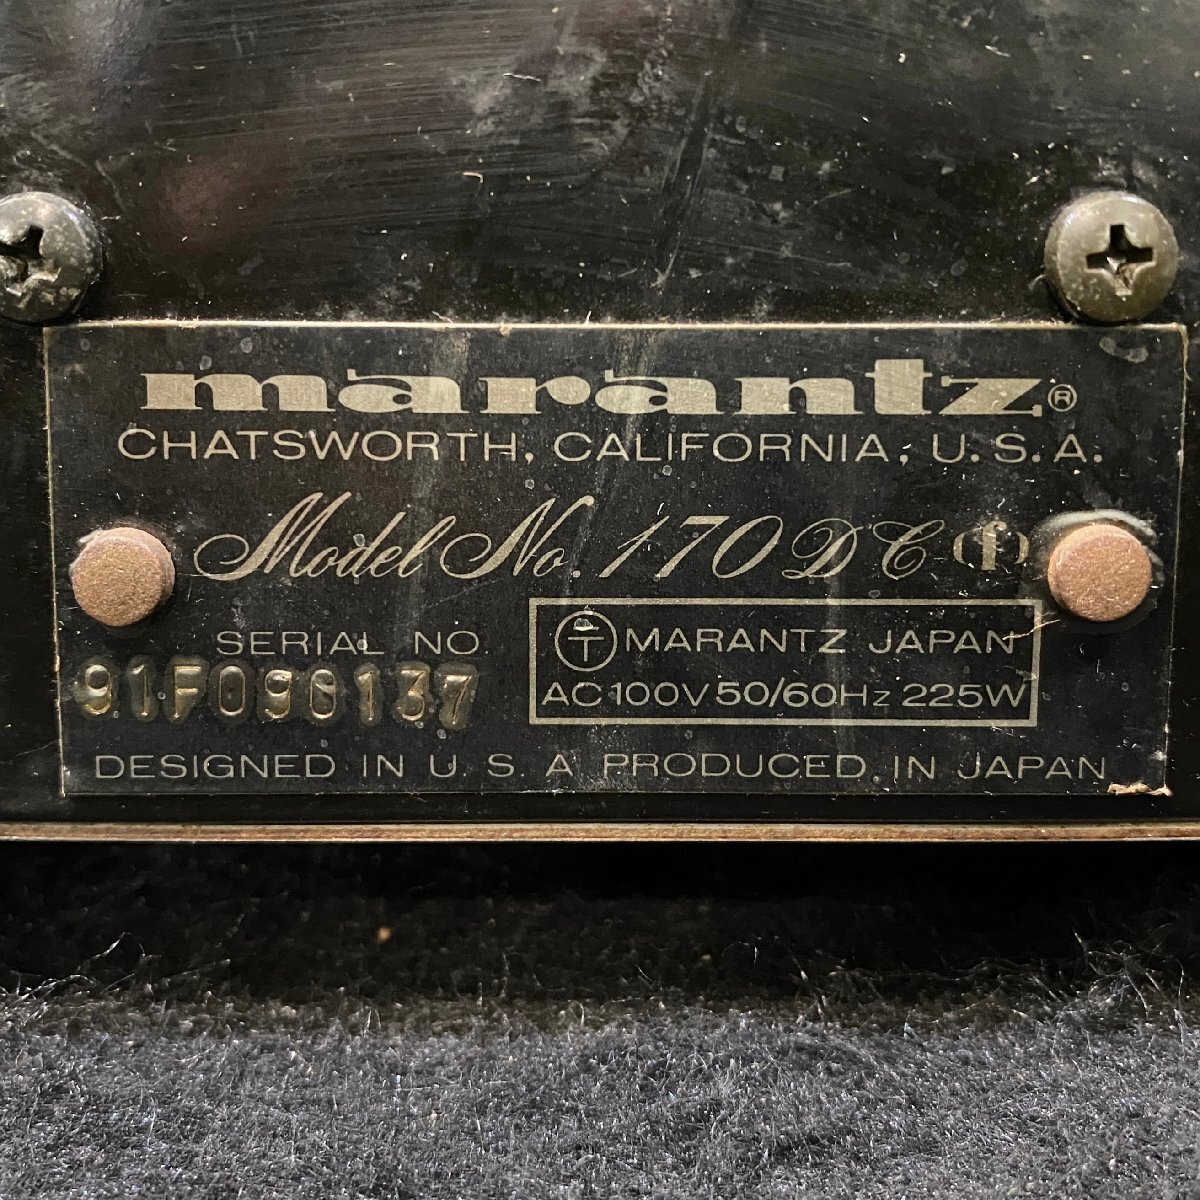 marantz®
CHATSWORTH, CALIFORNIA, U.S.A.
Model No. 170DC
SERIAL NO.
91F090137
T MARANTZ JAPAN
AC100V 50/60Hz 225W
DESIGNED IN U.S.A PRODUCED IN JAPAN